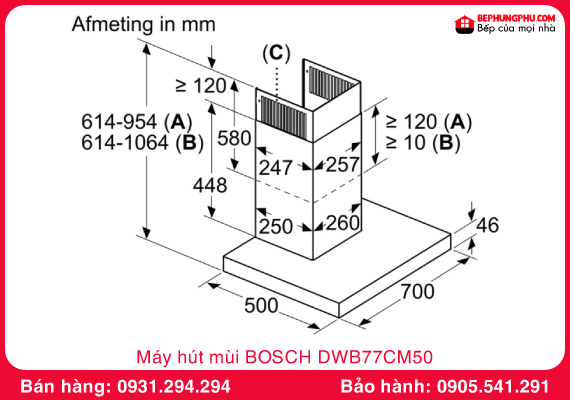 BEPHUNGPHU.COM
Bếp của mọi nhà
Afmeting in mm
(C)
≥ 120
614-954 (A)
614-1064 (B)
580
448
≥ 120 (A)
≥ 10 (B)
247
257
250
260
46
500
700
Máy hút mùi BOSCH DWB77CM50
Bán hàng: 0931.294.294
Bảo hành: 0905.541.291